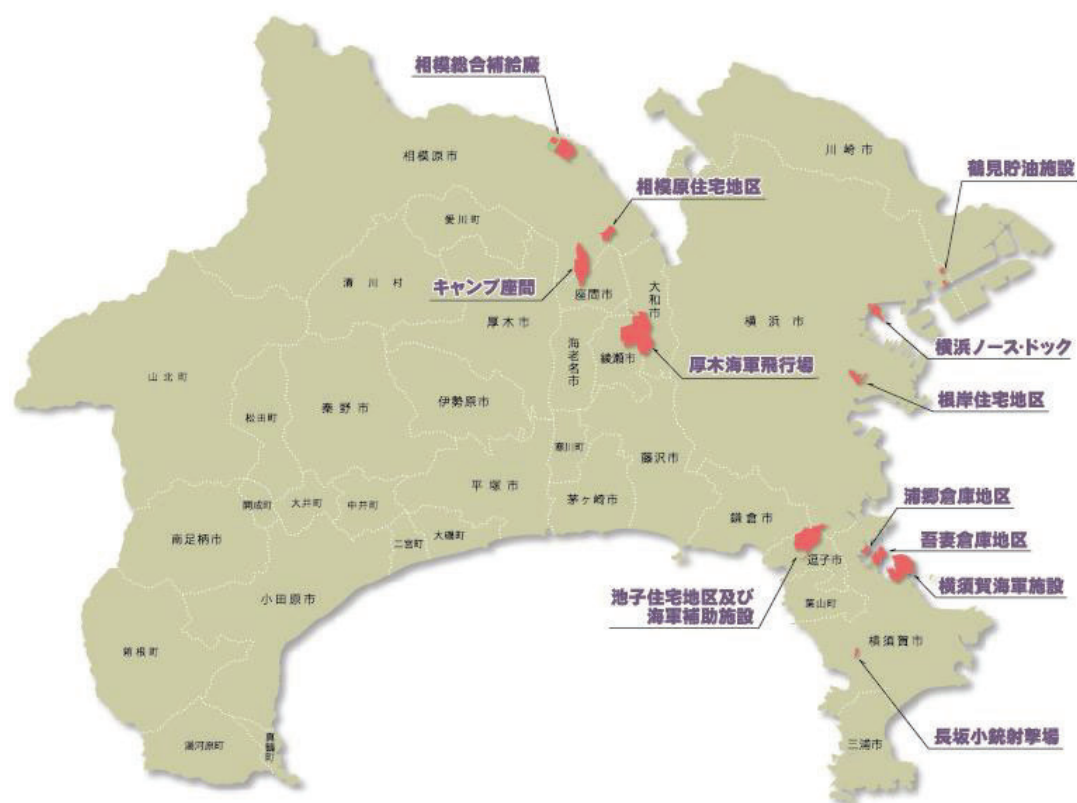 相模総合補給廠
川崎市
相模原市
鶴見貯油施設
相模原住宅地区
愛川町
清川村
キャンプ座間
座間市
大和市
厚木市
横浜市
海老名市
綾瀬市
横浜ノース・ドック
厚木海軍飛行場
山北町
秦野市
伊勢原市
松田町
根岸住宅地区
寒川町
藤沢市
平塚市
茅ヶ崎市
開成町
大井町
中井町
鎌倉市
浦郷倉庫地区
南足柄市
二宮町
大磯町
吾妻倉庫地区
逗子市
横須賀海軍施設
小田原市
池子住宅地区及び
海軍補助施設
葉山町
横須賀市
箱根町
長坂小銃射撃場
湯河原町
真鶴町
三浦市